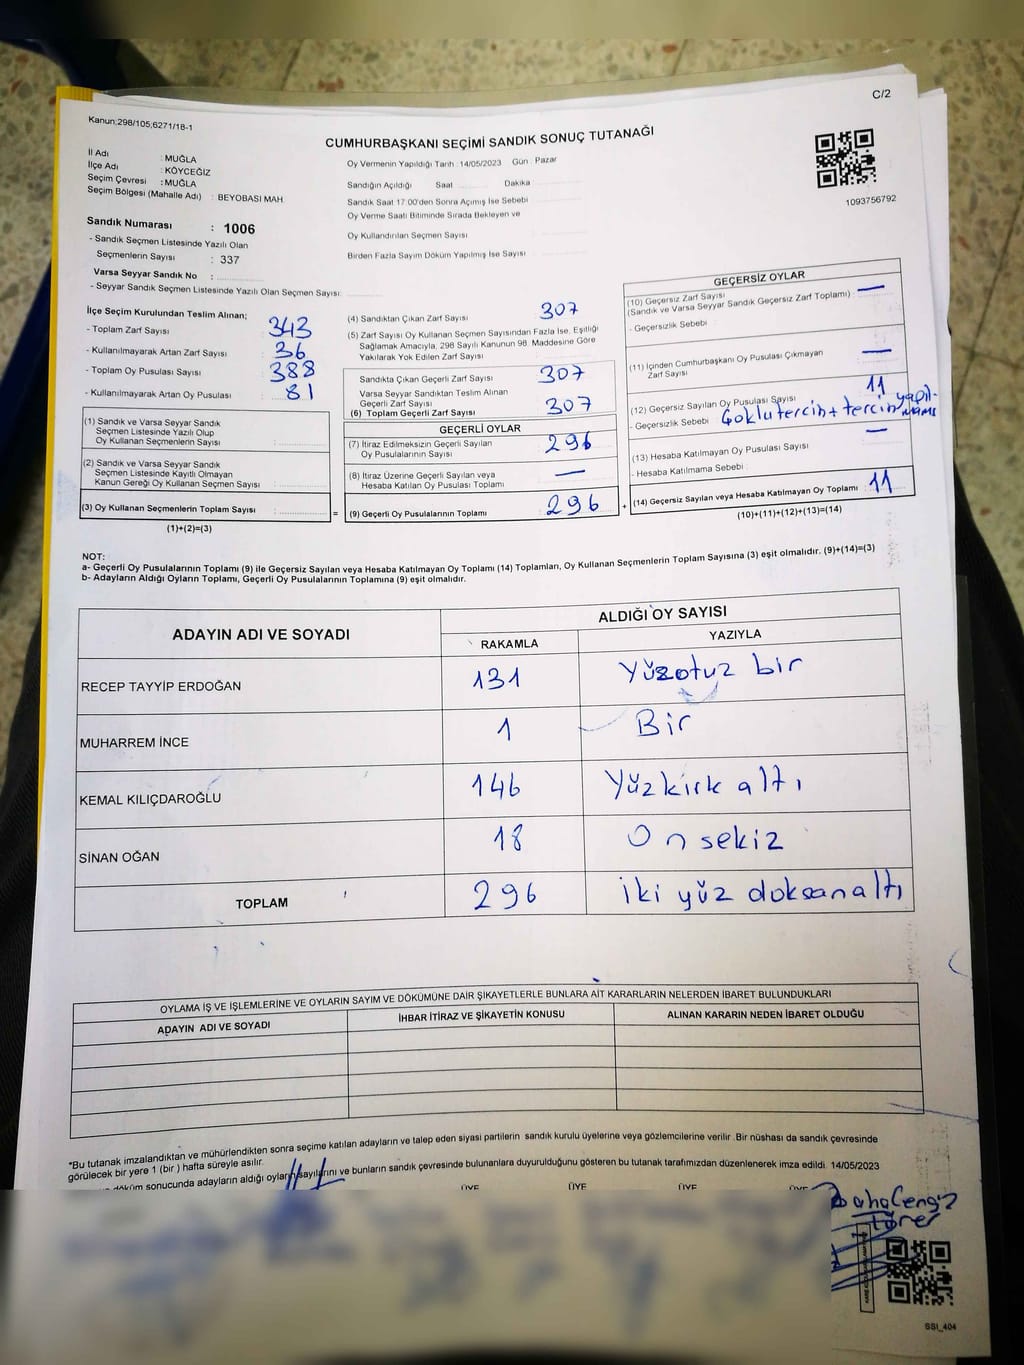 C/2
Kanun;298/105;6271/18-1
CUMHURBAŞKANI SEÇİMİ SANDIK SONUÇ TUTANAĞI
İl Adı : MUĞLA
İlçe Adı : KÖYCEĞİZ
Seçim Çevresi : MUĞLA
Seçim Bölgesi (Mahalle Adı) : BEYOBASI MAH.
Oy Vermenin Yapıldığı Tarih : 14/05/2023 Gün : Pazar
Sandığın Açıldığı Saat Dakika
Sandık Saat 17.00'den Sonra Açımış İse Sebebi
Oy Verme Saati Bitiminde Sırada Bekleyen ve
Oy Kullandırılan Seçmen Sayısı
Birden Fazla Sayım Döküm Yapılmış İse Sayısı
1093756792
Sandık Numarası : 1006
- Sandık Seçmen Listesinde Yazılı Olan
Seçmenlerin Sayısı : 337
Varsa Seyyar Sandık No :
- Seyyar Sandık Seçmen Listesinde Yazılı Olan Seçmen Sayısı:
İlçe Seçim Kurulundan Teslim Alınan;
- Toplam Zarf Sayısı : 343
- Kullanılmayarak Artan Zarf Sayısı : 36
- Toplam Oy Pusulası Sayısı : 388
- Kullanılmayarak Artan Oy Pusulası : 81
(1) Sandık ve Varsa Seyyar Sandık
Seçmen Listesinde Yazılı Olup
Oy Kullanan Seçmenlerin Sayısı :
(2) Sandık ve Varsa Seyyar Sandık
Seçmen Listesinde Kayıtlı Olmayan
Kanun Gereği Oy Kullanan Seçmen Sayısı :
(3) Oy Kullanan Seçmenlerin Toplam Sayısı :
(1)+(2)=(3)
=
(4) Sandıktan Çıkan Zarf Sayısı : 307
(5) Zarf Sayısı Oy Kullanan Seçmen Sayısından Fazla İse, Eşitliği
Sağlamak Amacıyla, 298 Sayılı Kanunun 98. Maddesine Göre
Yakılarak Yok Edilen Zarf Sayısı :
Sandıkta Çıkan Geçerli Zarf Sayısı : 307
Varsa Seyyar Sandıktan Teslim Alınan
Geçerli Zarf Sayısı :
(6) Toplam Geçerli Zarf Sayısı : 307
GEÇERLİ OYLAR
(7) İtiraz Edilmeksizin Geçerli Sayılan
Oy Pusulalarının Sayısı : 296
(8) İtiraz Üzerine Geçerli Sayılan veya
Hesaba Katılan Oy Pusulası Toplamı : —
(9) Geçerli Oy Pusulalarının Toplamı : 296
+
GEÇERSİZ OYLAR
(10) Geçersiz Zarf Sayısı
(Sandık ve Varsa Seyyar Sandık Geçersiz Zarf Toplamı) : —
- Geçersizlik Sebebi :
(11) İçinden Cumhurbaşkanı Oy Pusulası Çıkmayan
Zarf Sayısı : —
(12) Geçersiz Sayılan Oy Pusulası Sayısı : 11
- Geçersizlik Sebebi Çoklu tercih + tercih yapılmamış
(13) Hesaba Katılmayan Oy Pusulası Sayısı : —
- Hesaba Katılmama Sebebi :
(14) Geçersiz Sayılan veya Hesaba Katılmayan Oy Toplamı : 11
(10)+(11)+(12)+(13)=(14)
NOT:
a- Geçerli Oy Pusulalarının Toplamı (9) ile Geçersiz Sayılan veya Hesaba Katılmayan Oy Toplamı (14) Toplamları, Oy Kullanan Seçmenlerin Toplam Sayısına (3) eşit olmalıdır. (9)+(14)=(3)
b- Adayların Aldığı Oyların Toplamı, Geçerli Oy Pusulalarının Toplamına (9) eşit olmalıdır.
ADAYIN ADI VE SOYADI ALDIĞI OY SAYISI
RAKAMLA YAZIYLA
RECEP TAYYİP ERDOĞAN 131 Yüzotuz bir
MUHARREM İNCE 1 Bir
KEMAL KILIÇDAROĞLU 146 Yüzkırk altı
SİNAN OĞAN 18 On sekiz
TOPLAM 296 İki yüz doksanaltı
OYLAMA İŞ VE İŞLEMLERİNE VE OYLARIN SAYIM VE DÖKÜMÜNE DAİR ŞİKAYETLERLE BUNLARA AİT KARARLARIN NELERDEN İBARET BULUNDUKLARI
ADAYIN ADI VE SOYADI İHBAR İTİRAZ VE ŞİKAYETİN KONUSU ALINAN KARARIN NEDEN İBARET OLDUĞU
*Bu tutanak imzalandıktan ve mühürlendikten sonra seçime katılan adayların ve talep eden siyasi partilerin sandık kurulu üyelerine veya gözlemcilerine verilir .Bir nüshası da sandık çevresinde
görülecek bir yere 1 (bir ) hafta süreyle asılır.
döküm sonucunda adayların aldığı oyların sayılarını ve bunların sandık çevresinde bulunanlara duyurulduğunu gösteren bu tutanak tarafımızdan düzenlenerek imza edildi. 14/05/2023
ÜYE ÜYE ÜYE ÜYE ÜYE
SSI_404